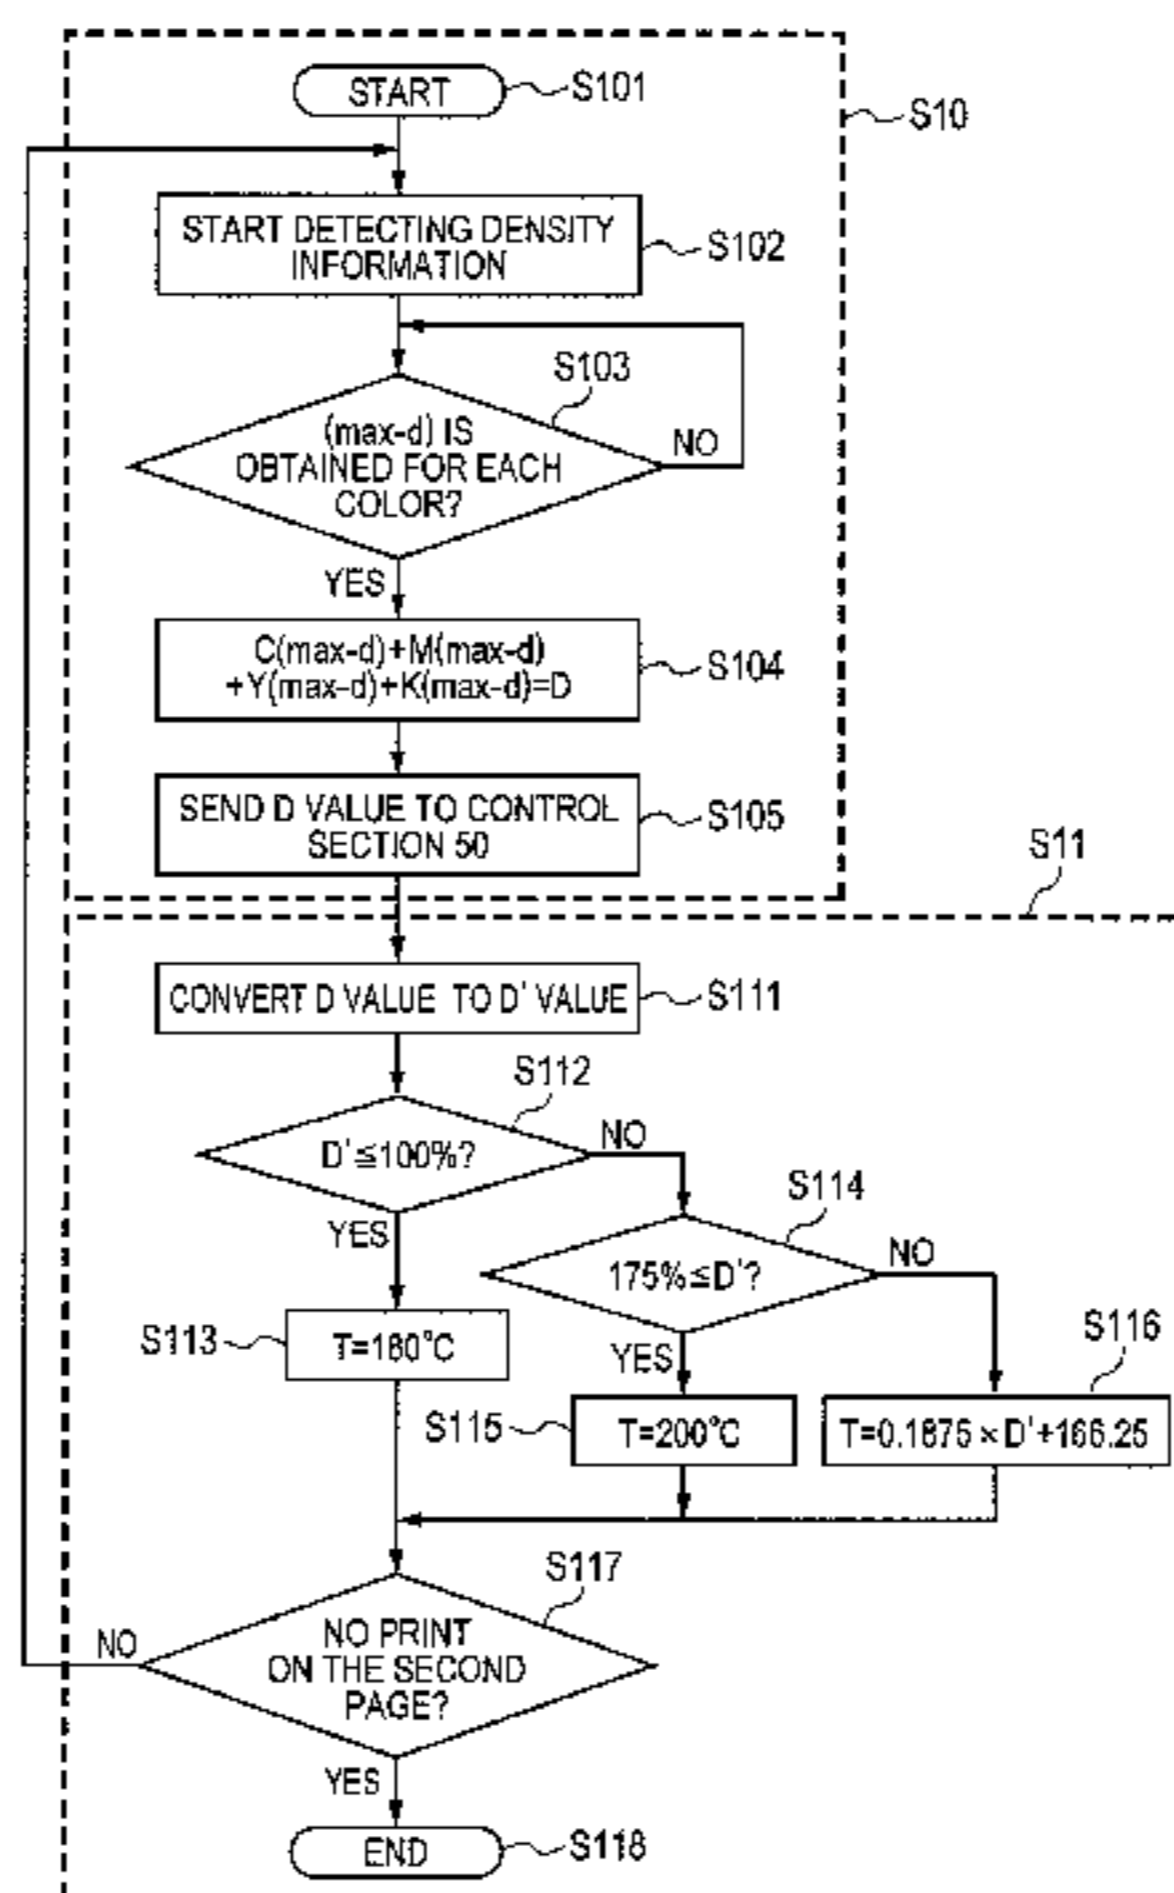 START
S101
S10
START DETECTING DENSITY
INFORMATION
S102
S103
(max-d) IS
OBTAINED FOR EACH
COLOR?
NO
YES
C(max-d)+M(max-d)
+Y(max-d)+K(max-d)=D
S104
SEND D VALUE TO CONTROL
SECTION 50
S105
S11
CONVERT D VALUE TO D' VALUE
S111
S112
D'≦100%?
NO
YES
S114
175%≦D'?
NO
YES
S113
T=180°C
S115
T=200°C
S116
T=0.1875×D'+166.25
S117
NO PRINT
ON THE SECOND
PAGE?
NO
YES
END
S118